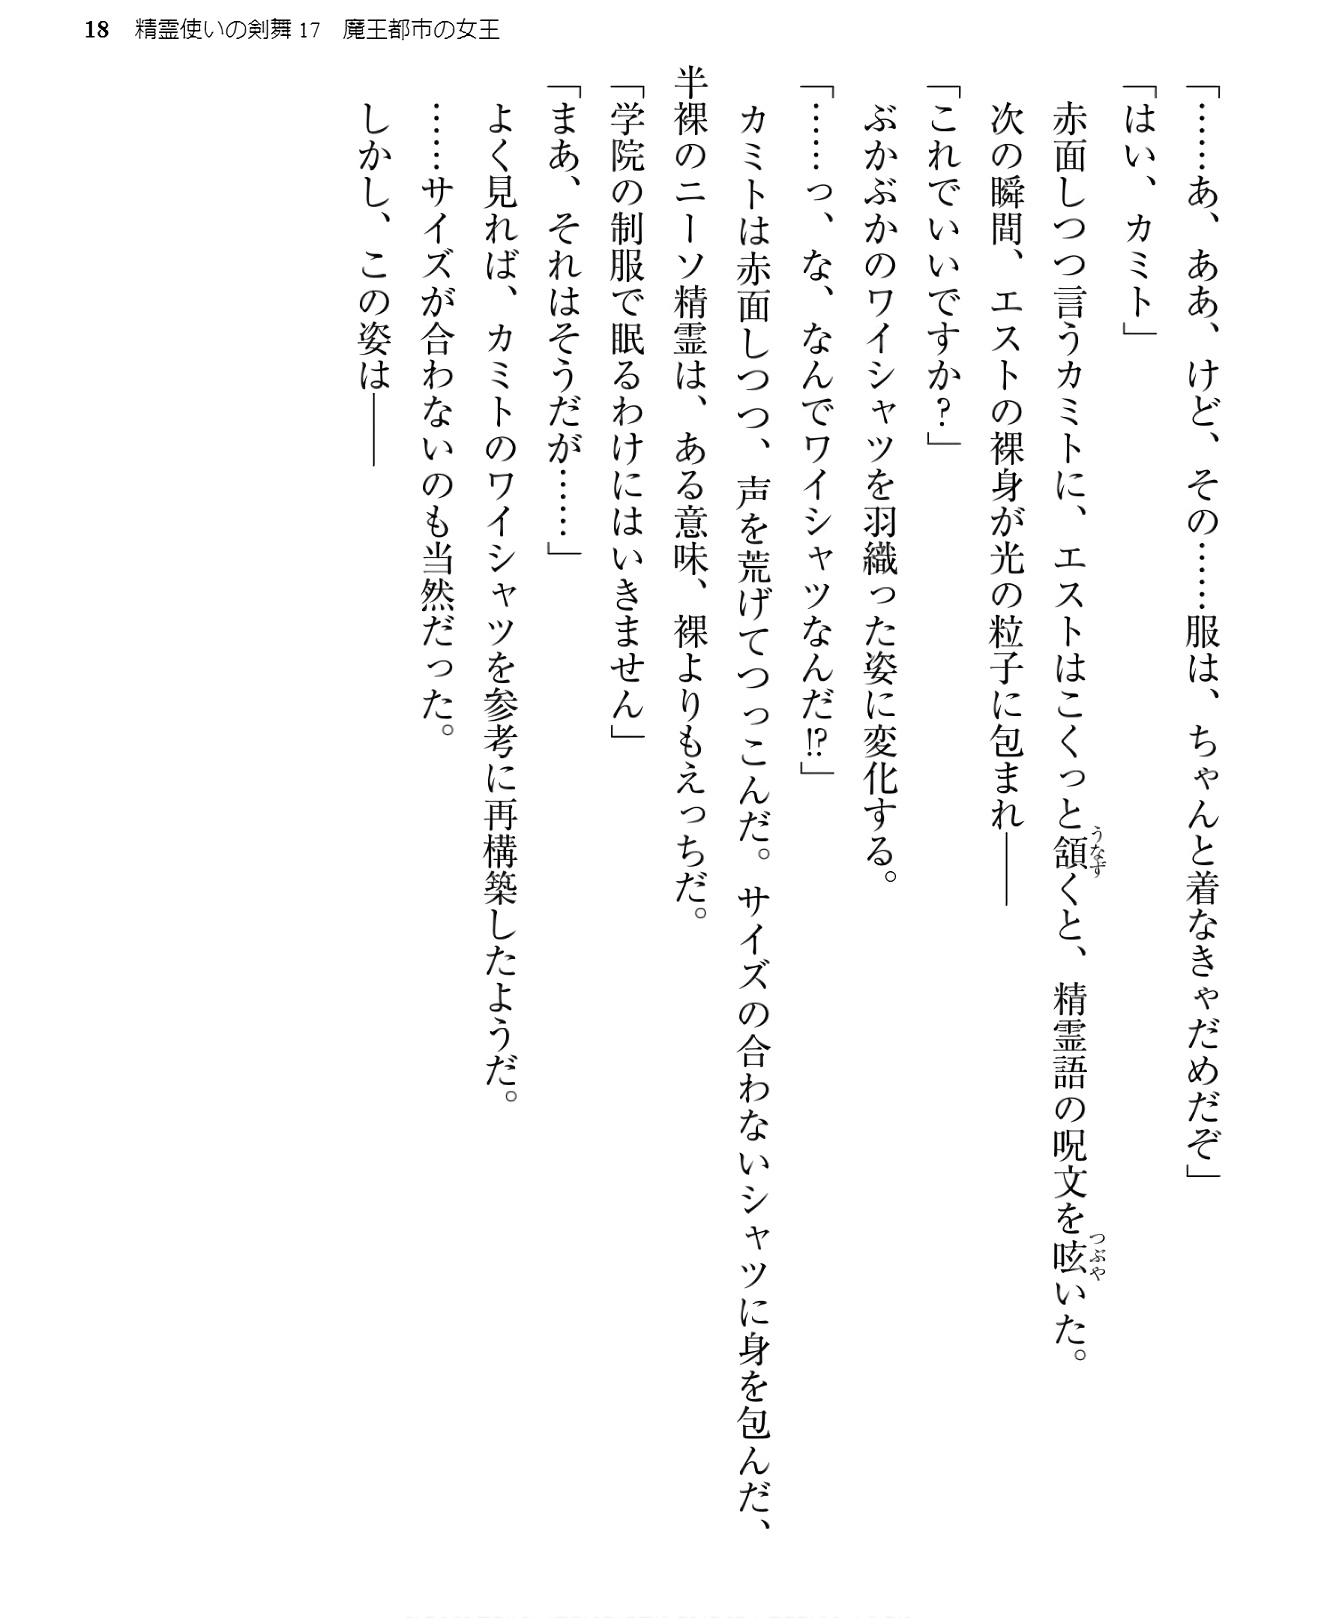 18　精霊使いの剣舞 17　魔王都市の女王
「……あ、ああ、けど、その……服は、ちゃんと着なきゃだめだぞ」
「はい、カミト」
赤面しつつ言うカミトに、エストはこくっと頷くと、精霊語の呪文を呟いた。
うなず
つぶや
次の瞬間、エストの裸身が光の粒子に包まれ――
「これでいいですか？」
ぶかぶかのワイシャツを羽織った姿に変化する。
「……っ、な、なんでワイシャツなんだ!?」
カミトは赤面しつつ、声を荒げてつっこんだ。サイズの合わないシャツに身を包んだ、
半裸のニーソ精霊は、ある意味、裸よりもえっちだ。
「学院の制服で眠るわけにはいきません」
「まあ、それはそうだが……」
よく見れば、カミトのワイシャツを参考に再構築したようだ。
……サイズが合わないのも当然だった。
しかし、この姿は――